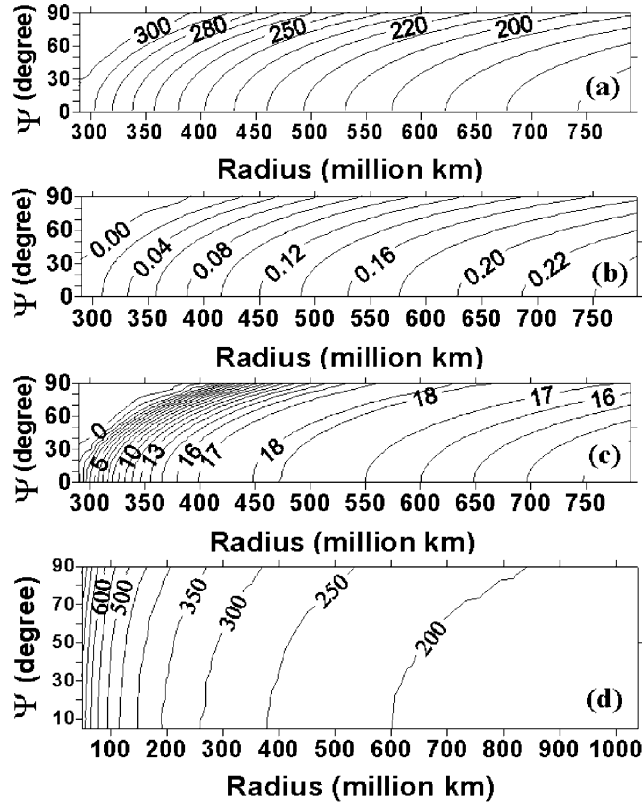 90
60
30
0
Ψ (degree)
300 280 250 220 200
(a)
300 350 400 450 500 550 600 650 700 750
Radius (million km)
90
60
30
0
Ψ (degree)
0.00 0.04 0.08 0.12 0.16 0.20 0.22
(b)
300 350 400 450 500 550 600 650 700 750
Radius (million km)
90
60
30
0
Ψ (degree)
0 5 10 13 16 17 18 18 17 16
(c)
300 350 400 450 500 550 600 650 700 750
Radius (million km)
90
70
50
30
10
Ψ (degree)
600 500 350 300 250 200
(d)
100 200 300 400 500 600 700 800 900 1000
Radius (million km)